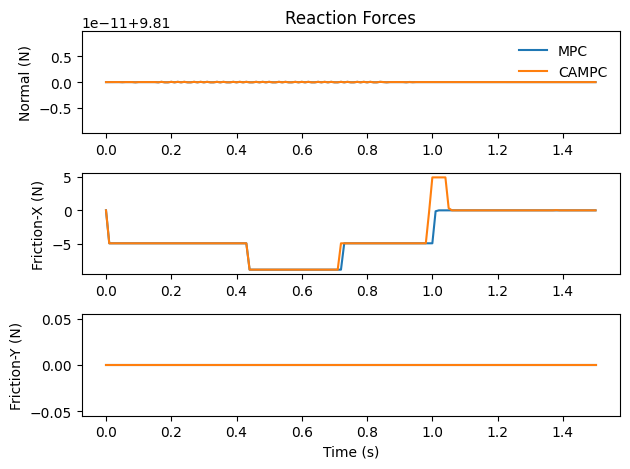 Reaction Forces
1e−11+9.81
Normal (N)
0.5
0.0
−0.5
MPC
CAMPC
0.0 0.2 0.4 0.6 0.8 1.0 1.2 1.4
Friction-X (N)
5
0
−5
0.0 0.2 0.4 0.6 0.8 1.0 1.2 1.4
Friction-Y (N)
0.05
0.00
−0.05
0.0 0.2 0.4 0.6 0.8 1.0 1.2 1.4
Time (s)